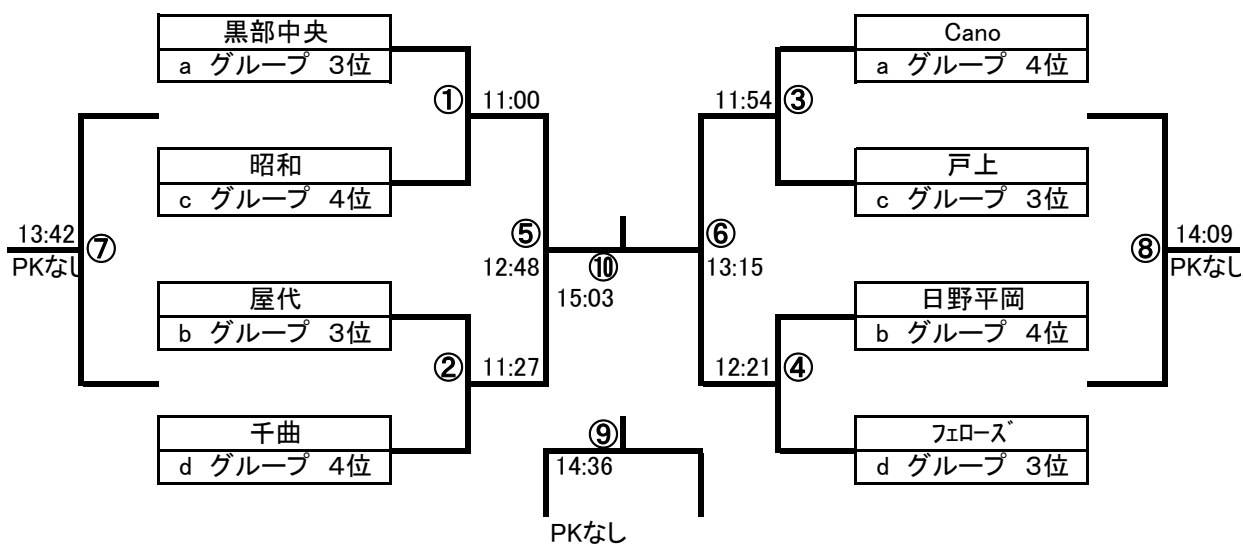 黒部中央
a グループ 3位
Cano
a グループ 4位
① 11:00
11:54 ③
昭和
c グループ 4位
戸上
c グループ 3位
13:42 ⑦
PKなし
⑤
12:48
⑩
15:03
⑥
13:15
⑧ 14:09
PKなし
屋代
b グループ 3位
日野平岡
b グループ 4位
② 11:27
12:21 ④
千曲
d グループ 4位
⑨
14:36
PKなし
フェローズ
d グループ 3位